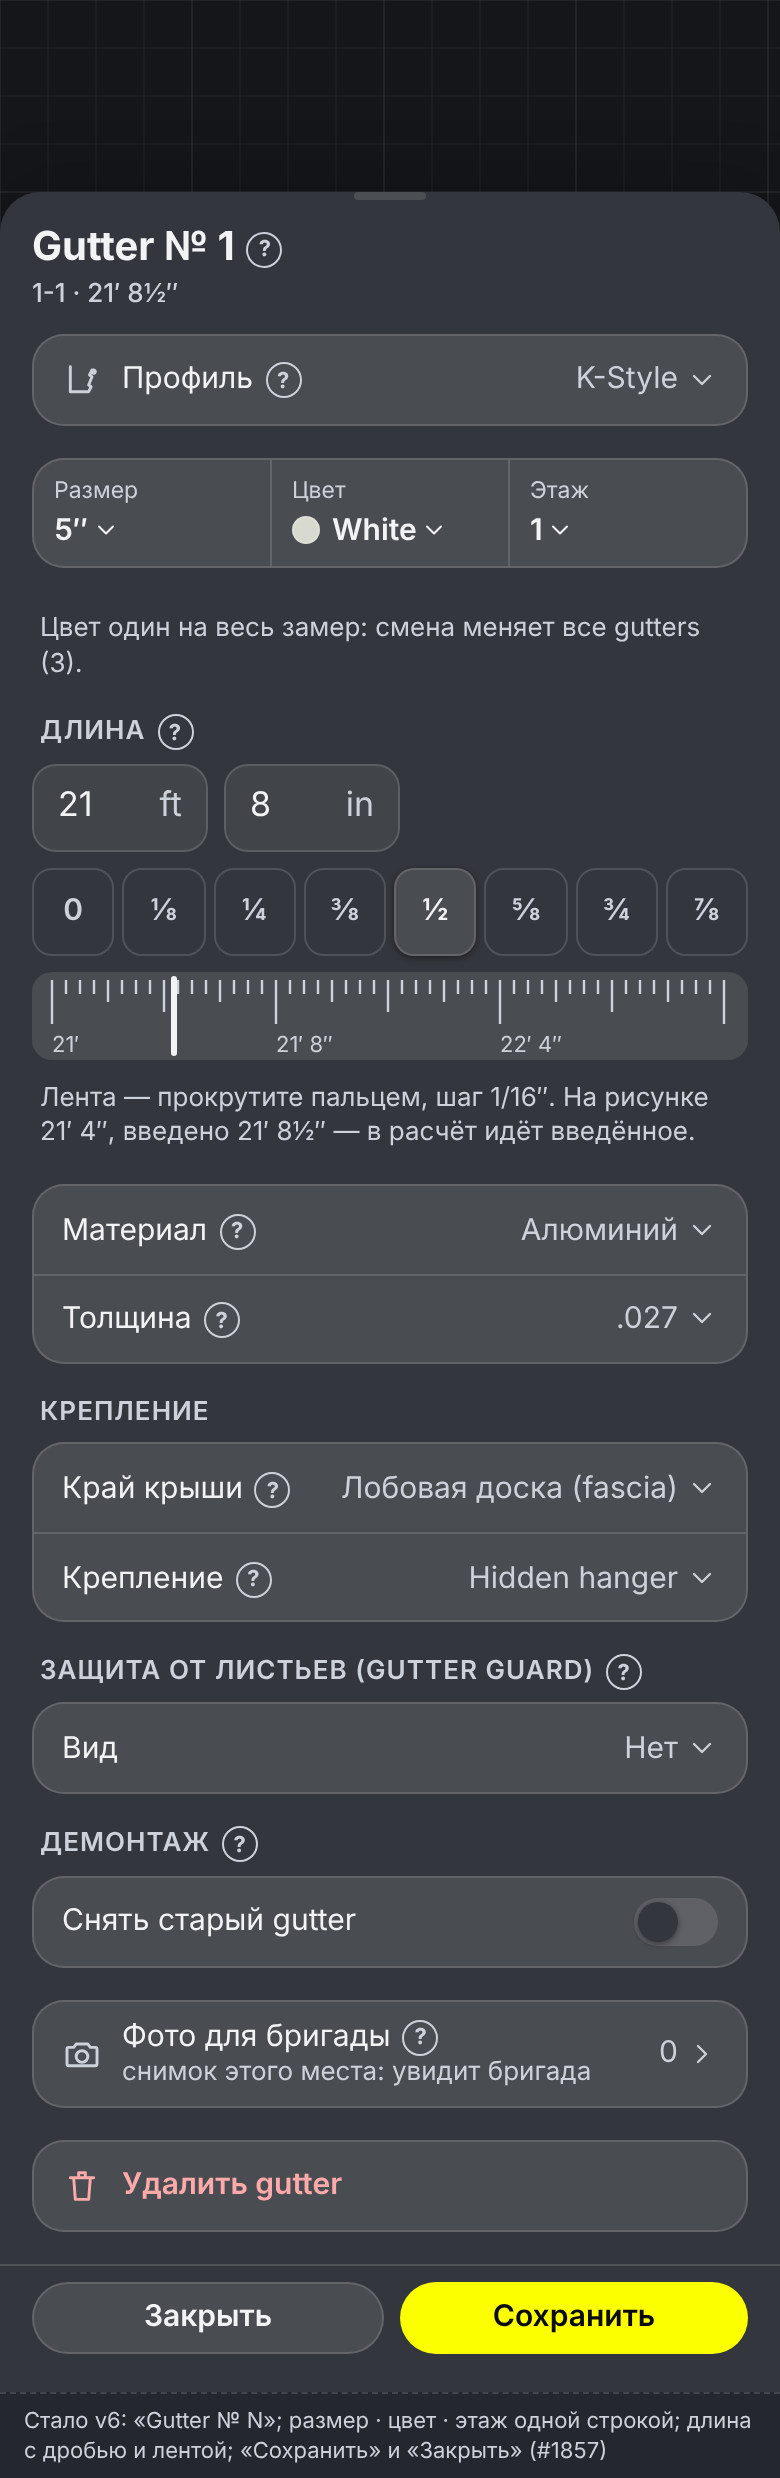 Gutter № 1 ?
1-1 · 21′ 8½″
Профиль ? K-Style
Размер Цвет Этаж
5″ White 1
Цвет один на весь замер: смена меняет все gutters
(3).
ДЛИНА ?
21 ft 8 in
0 ⅛ ¼ ⅜ ½ ⅝ ¾ ⅞
21′ 21′ 8″ 22′ 4″
Лента — прокрутите пальцем, шаг 1/16″. На рисунке
21′ 4″, введено 21′ 8½″ — в расчёт идёт введённое.
Материал ? Алюминий
Толщина ? .027
КРЕПЛЕНИЕ
Край крыши ? Лобовая доска (fascia)
Крепление ? Hidden hanger
ЗАЩИТА ОТ ЛИСТЬЕВ (GUTTER GUARD) ?
Вид Нет
ДЕМОНТАЖ ?
Снять старый gutter
Фото для бригады ? 0
снимок этого места: увидит бригада
Удалить gutter
Закрыть Сохранить
Стало v6: «Gutter № N»; размер · цвет · этаж одной строкой; длина
с дробью и лентой; «Сохранить» и «Закрыть» (#1857)